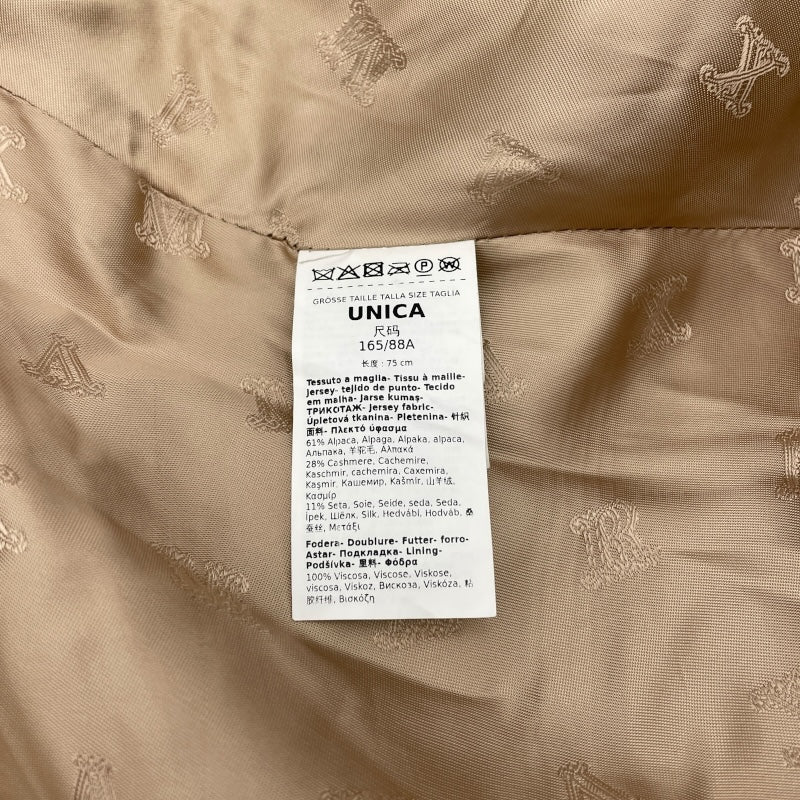 GRÖSSE TAILLE TALLA SIZE TAGLIA
UNICA
尺码
165/88A
长度 : 75 cm
Tessuto a maglia- Tissu à maille-
Jersey- tejido de punto- Tecido
em malha- Jarse kumaş-
ТРИКОТАЖ- Jersey fabric-
Úpletová tkanina- Pletenina- 针织
面料- Πλεκτό ύφασμα
61% Alpaca, Alpaga, Alpaka, alpaca,
Альпака, 羊驼毛, Αλπακά
28% Cashmere, Cachemire,
Kaschmir, cachemira, Caxemira,
Kaşmir, Кашемир, Kašmír, 山羊绒,
Κασμίρ
11% Seta, Soie, Seide, seda, Seda,
İpek, Шёлк, Silk, Hedvábí, Hodváb, 桑
蚕丝, Μετάξι
Fodera- Doublure- Futter- forro-
Astar- Подкладка- Lining-
Podšívka- 里料- Φόδρα
100% Viscosa, Viscose, Viskose,
viscosa, Viskoz, Вискоза, Viskóza, 粘
胶纤维, Βισκόζη